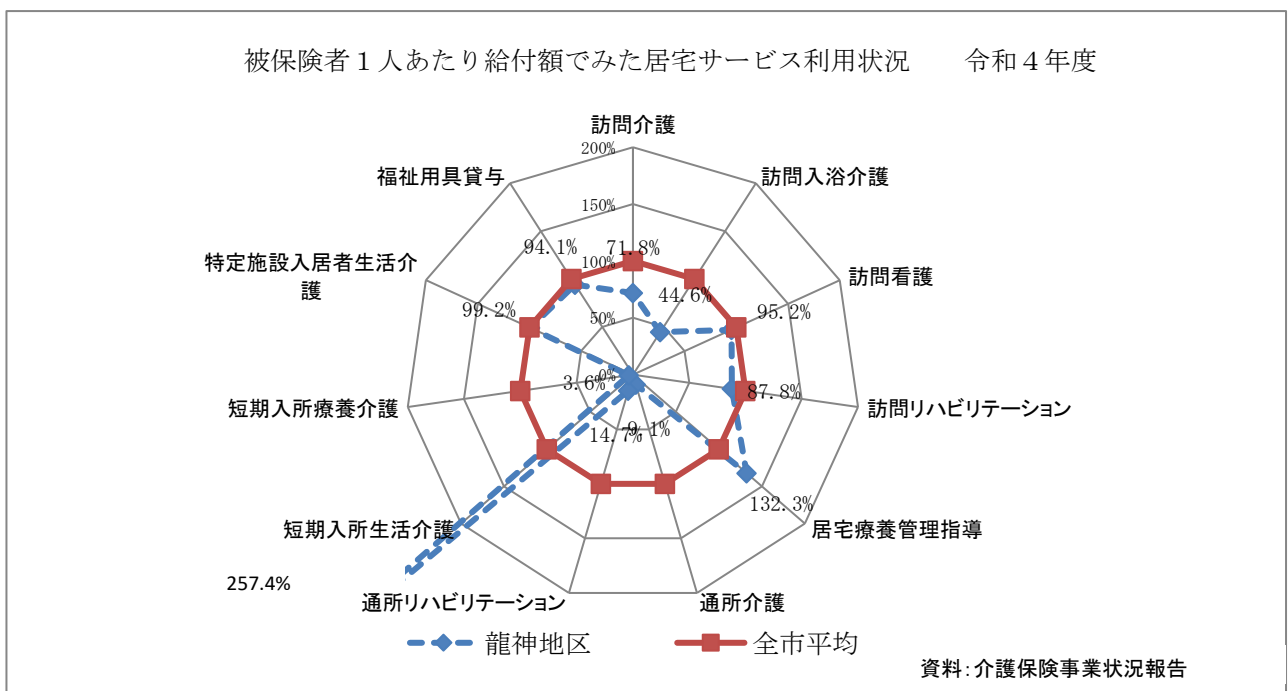 被保険者１人あたり給付額でみた居宅サービス利用状況　　令和４年度
訪問介護
200%
福祉用具貸与
訪問入浴介護
150%
94.1%
71.8%
100%
特定施設入居者生活介
護
訪問看護
99.2%
44.6%
95.2%
50%
0%
3.6%
87.8%
短期入所療養介護
訪問リハビリテーション
14.7%
9.1%
132.3%
短期入所生活介護
居宅療養管理指導
257.4%
通所リハビリテーション
通所介護
龍神地区
全市平均
資料：介護保険事業状況報告